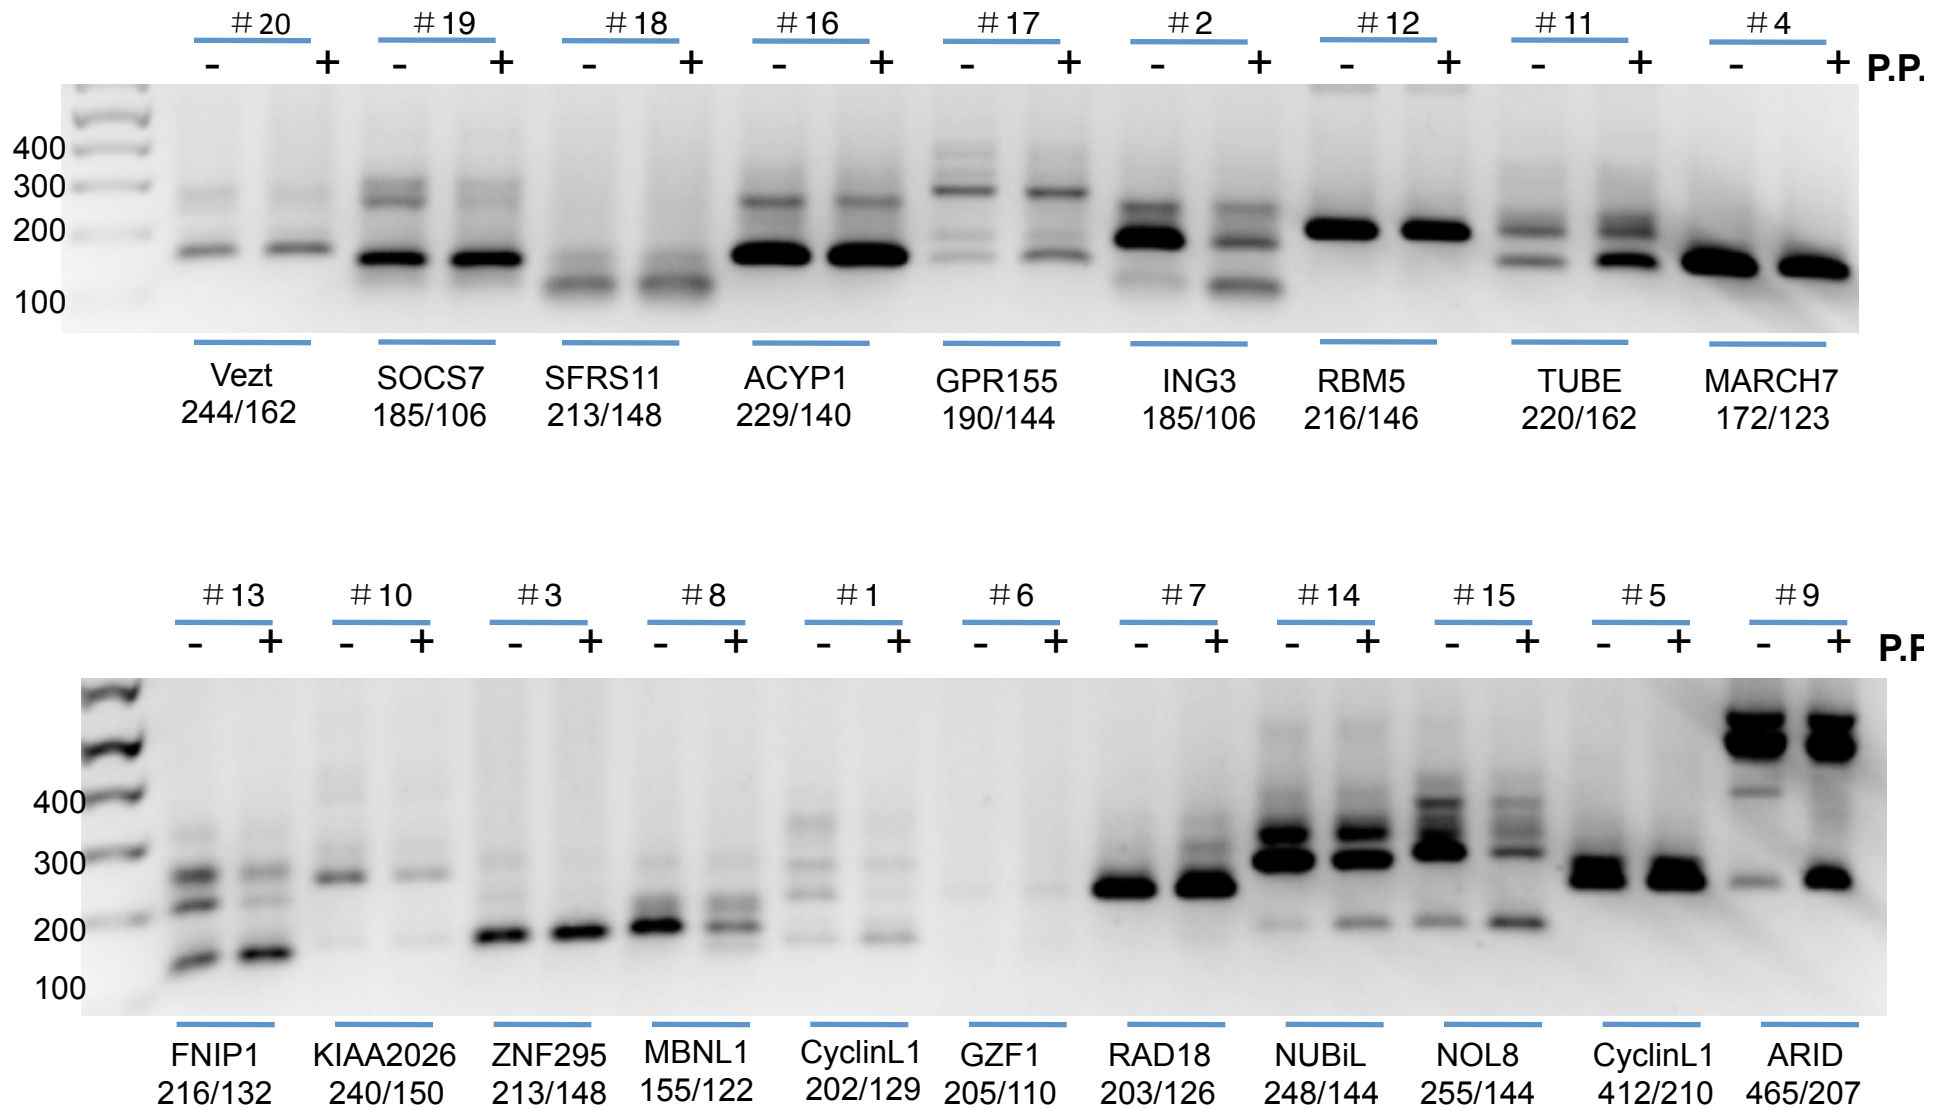 #20 #19 #18 #16 #17 #2 #12 #11 #4
- + - + - + - + - + - + - + - + - + P.P.
400
300
200
100
Vezt SOCS7 SFRS11 ACYP1 GPR155 ING3 RBM5 TUBE MARCH7
244/162 185/106 213/148 229/140 190/144 185/106 216/146 220/162 172/123
#13 #10 #3 #8 #1 #6 #7 #14 #15 #5 #9
- + - + - + - + - + - + - + - + - + - + - + P.P
400
300
200
100
FNIP1 KIAA2026 ZNF295 MBNL1 CyclinL1 GZF1 RAD18 NUBiL NOL8 CyclinL1 ARID
216/132 240/150 213/148 155/122 202/129 205/110 203/126 248/144 255/144 412/210 465/207